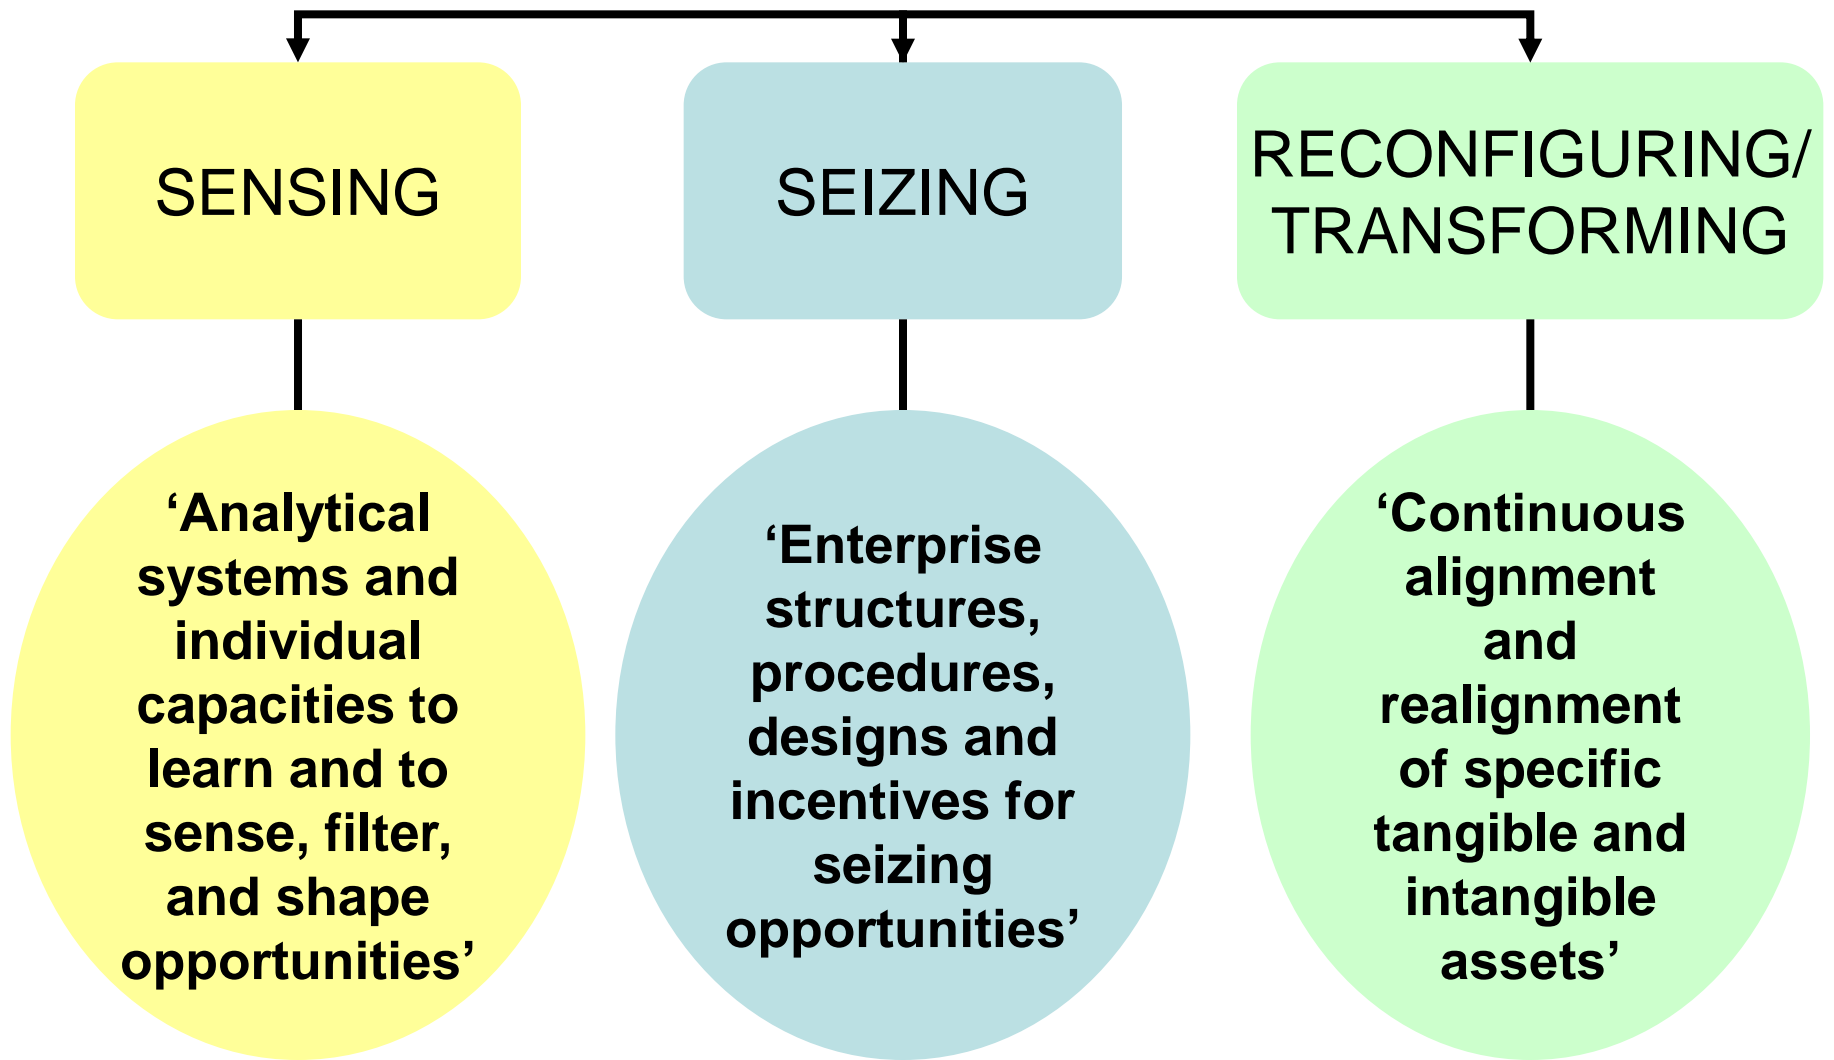 SENSING
SEIZING
RECONFIGURING/
TRANSFORMING
‘Analytical
systems and
individual
capacities to
learn and to
sense, filter,
and shape
opportunities’
‘Enterprise
structures,
procedures,
designs and
incentives for
seizing
opportunities’
‘Continuous
alignment
and
realignment
of specific
tangible and
intangible
assets’